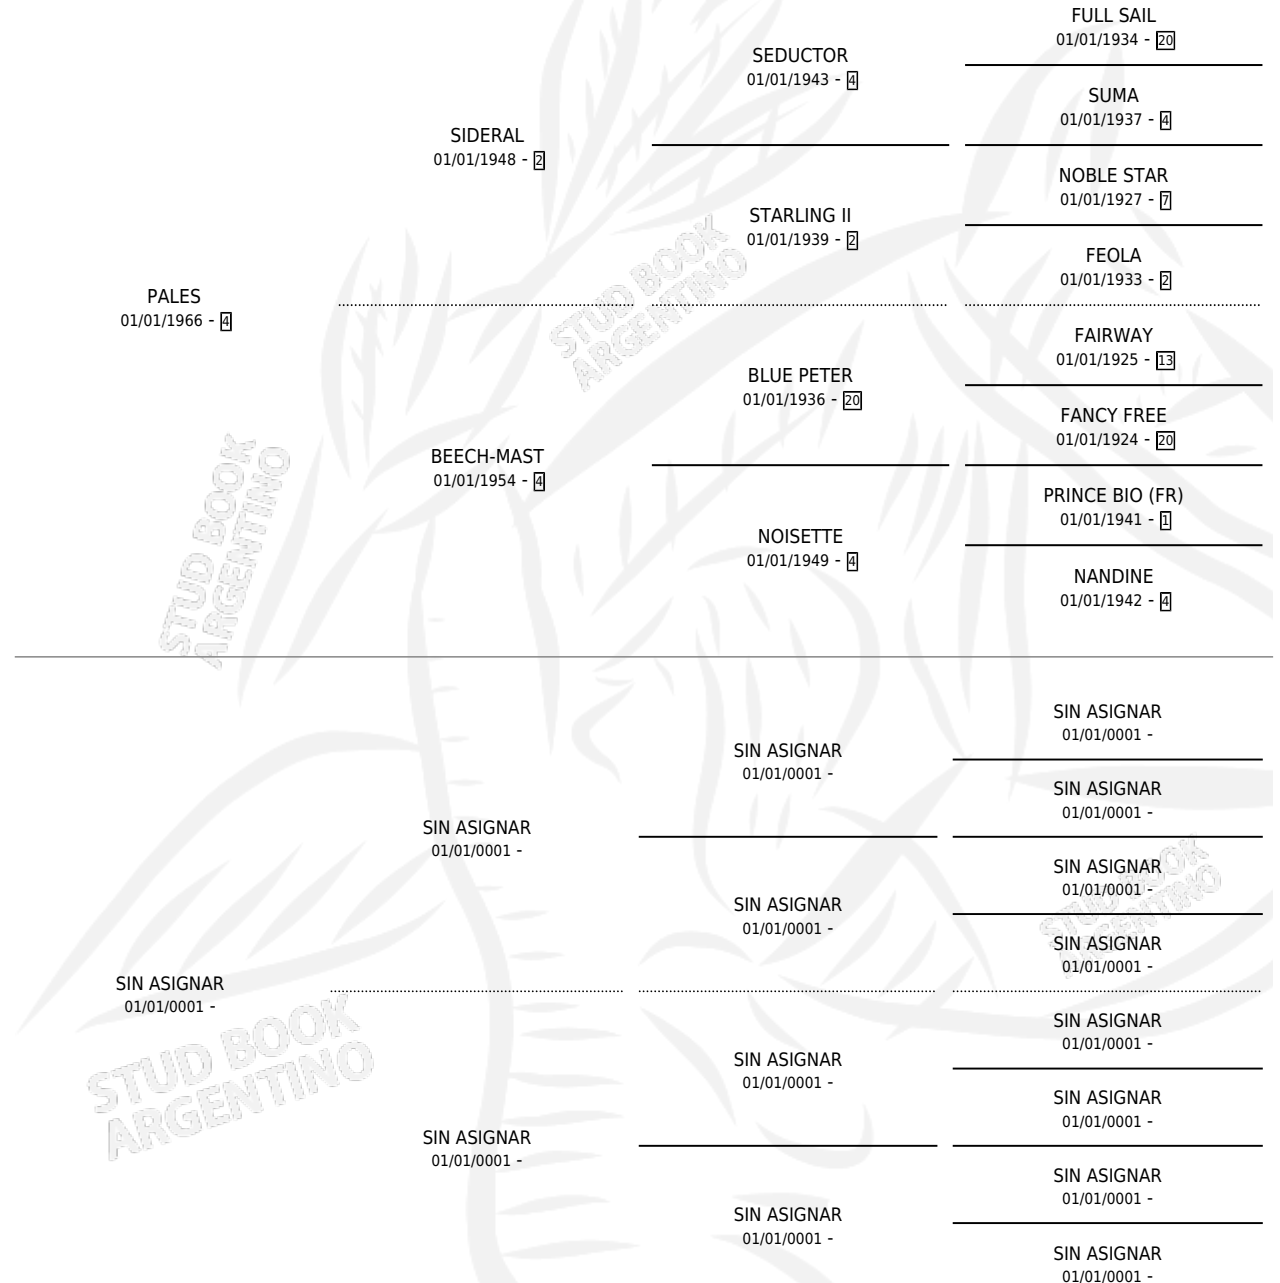 FULL SAIL
01/01/1934 - 20
SEDUCTOR
01/01/1943 - 4
SUMA
01/01/1937 - 4
SIDERAL
01/01/1948 - 2
NOBLE STAR
01/01/1927 - 7
STARLING II
01/01/1939 - 2
FEOLA
01/01/1933 - 2
PALES
01/01/1966 - 4
FAIRWAY
01/01/1925 - 13
BLUE PETER
01/01/1936 - 20
FANCY FREE
01/01/1924 - 20
BEECH-MAST
01/01/1954 - 4
PRINCE BIO (FR)
01/01/1941 - 1
NOISETTE
01/01/1949 - 4
NANDINE
01/01/1942 - 4
STUD BOOK
ARGENTINO
STUD BOOK
ARGENTINO
SIN ASIGNAR
01/01/0001 -
SIN ASIGNAR
01/01/0001 -
SIN ASIGNAR
01/01/0001 -
SIN ASIGNAR
01/01/0001 -
SIN ASIGNAR
01/01/0001 -
SIN ASIGNAR
01/01/0001 -
SIN ASIGNAR
01/01/0001 -
SIN ASIGNAR
01/01/0001 -
SIN ASIGNAR
01/01/0001 -
SIN ASIGNAR
01/01/0001 -
SIN ASIGNAR
01/01/0001 -
SIN ASIGNAR
01/01/0001 -
SIN ASIGNAR
01/01/0001 -
SIN ASIGNAR
01/01/0001 -
SIN ASIGNAR
01/01/0001 -
STUD BOOK
ARGENTINO
STUD BOOK
ARGENTINO